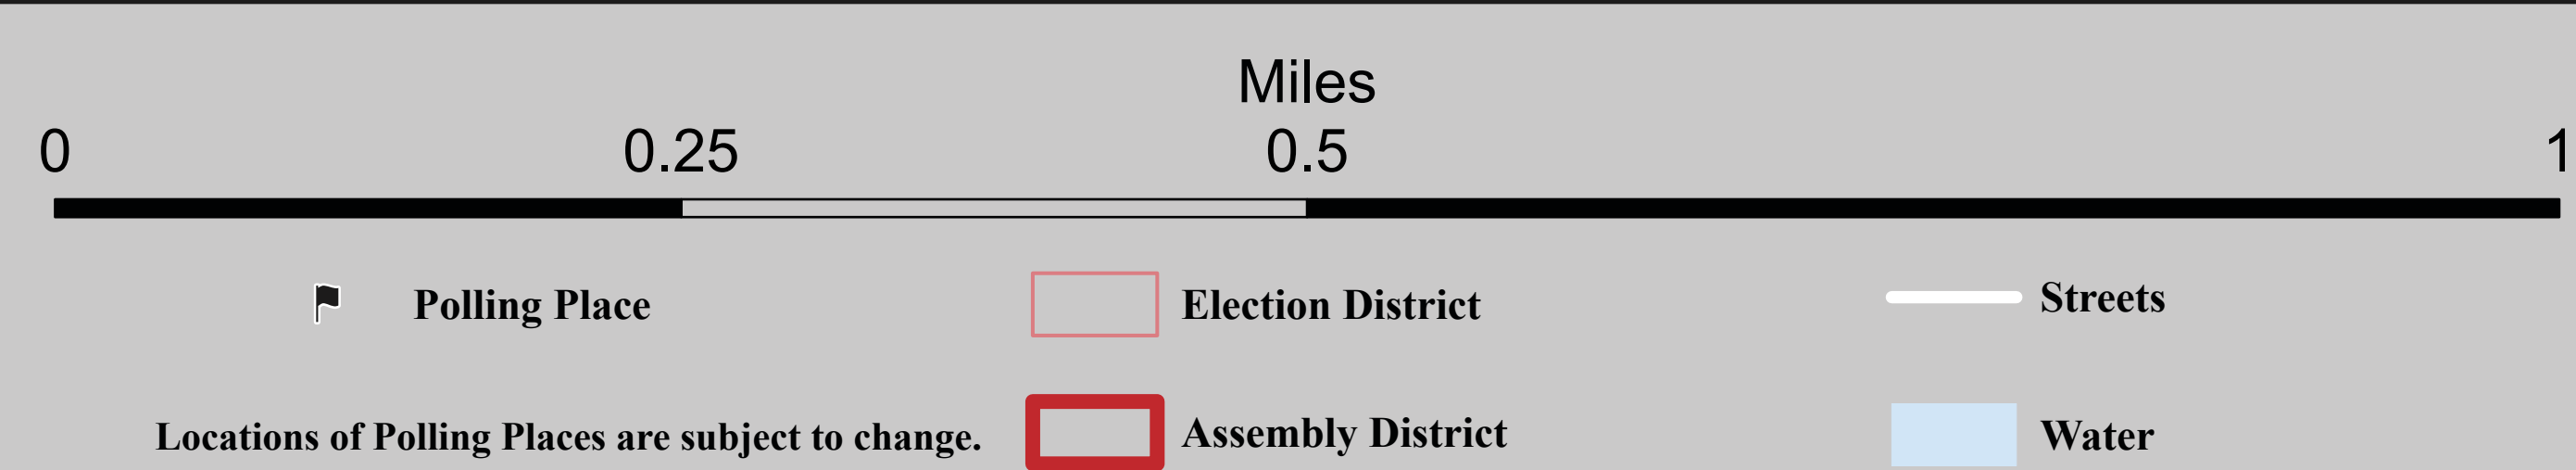 Miles
0 0.25 0.5 1
Polling Place
Election District
Streets
Locations of Polling Places are subject to change.
Assembly District
Water